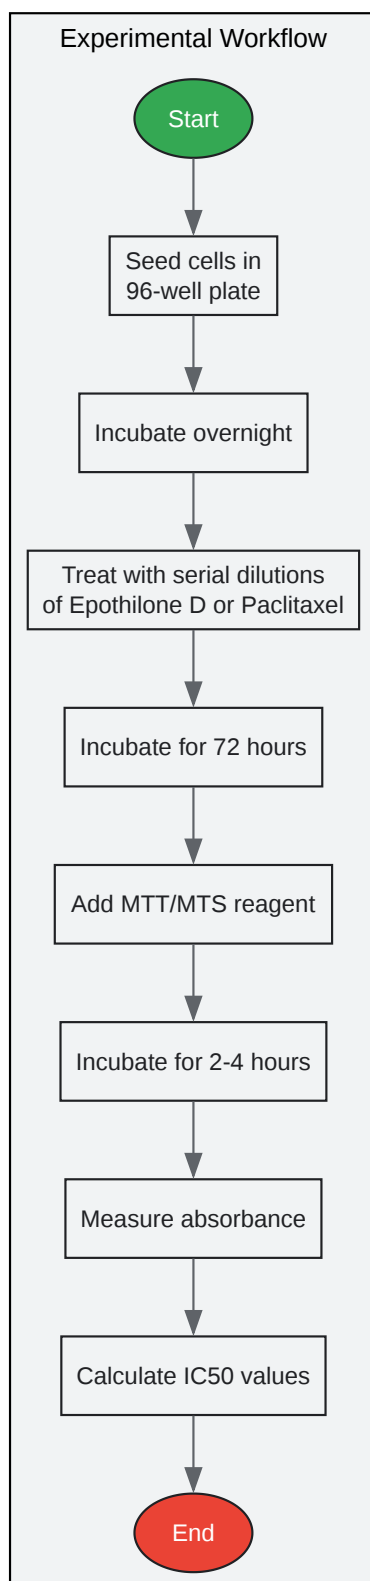 Experimental Workflow
Start
Seed cells in
96-well plate
Incubate overnight
Treat with serial dilutions
of Epothilone D or Paclitaxel
Incubate for 72 hours
Add MTT/MTS reagent
Incubate for 2-4 hours
Measure absorbance
Calculate IC50 values
End